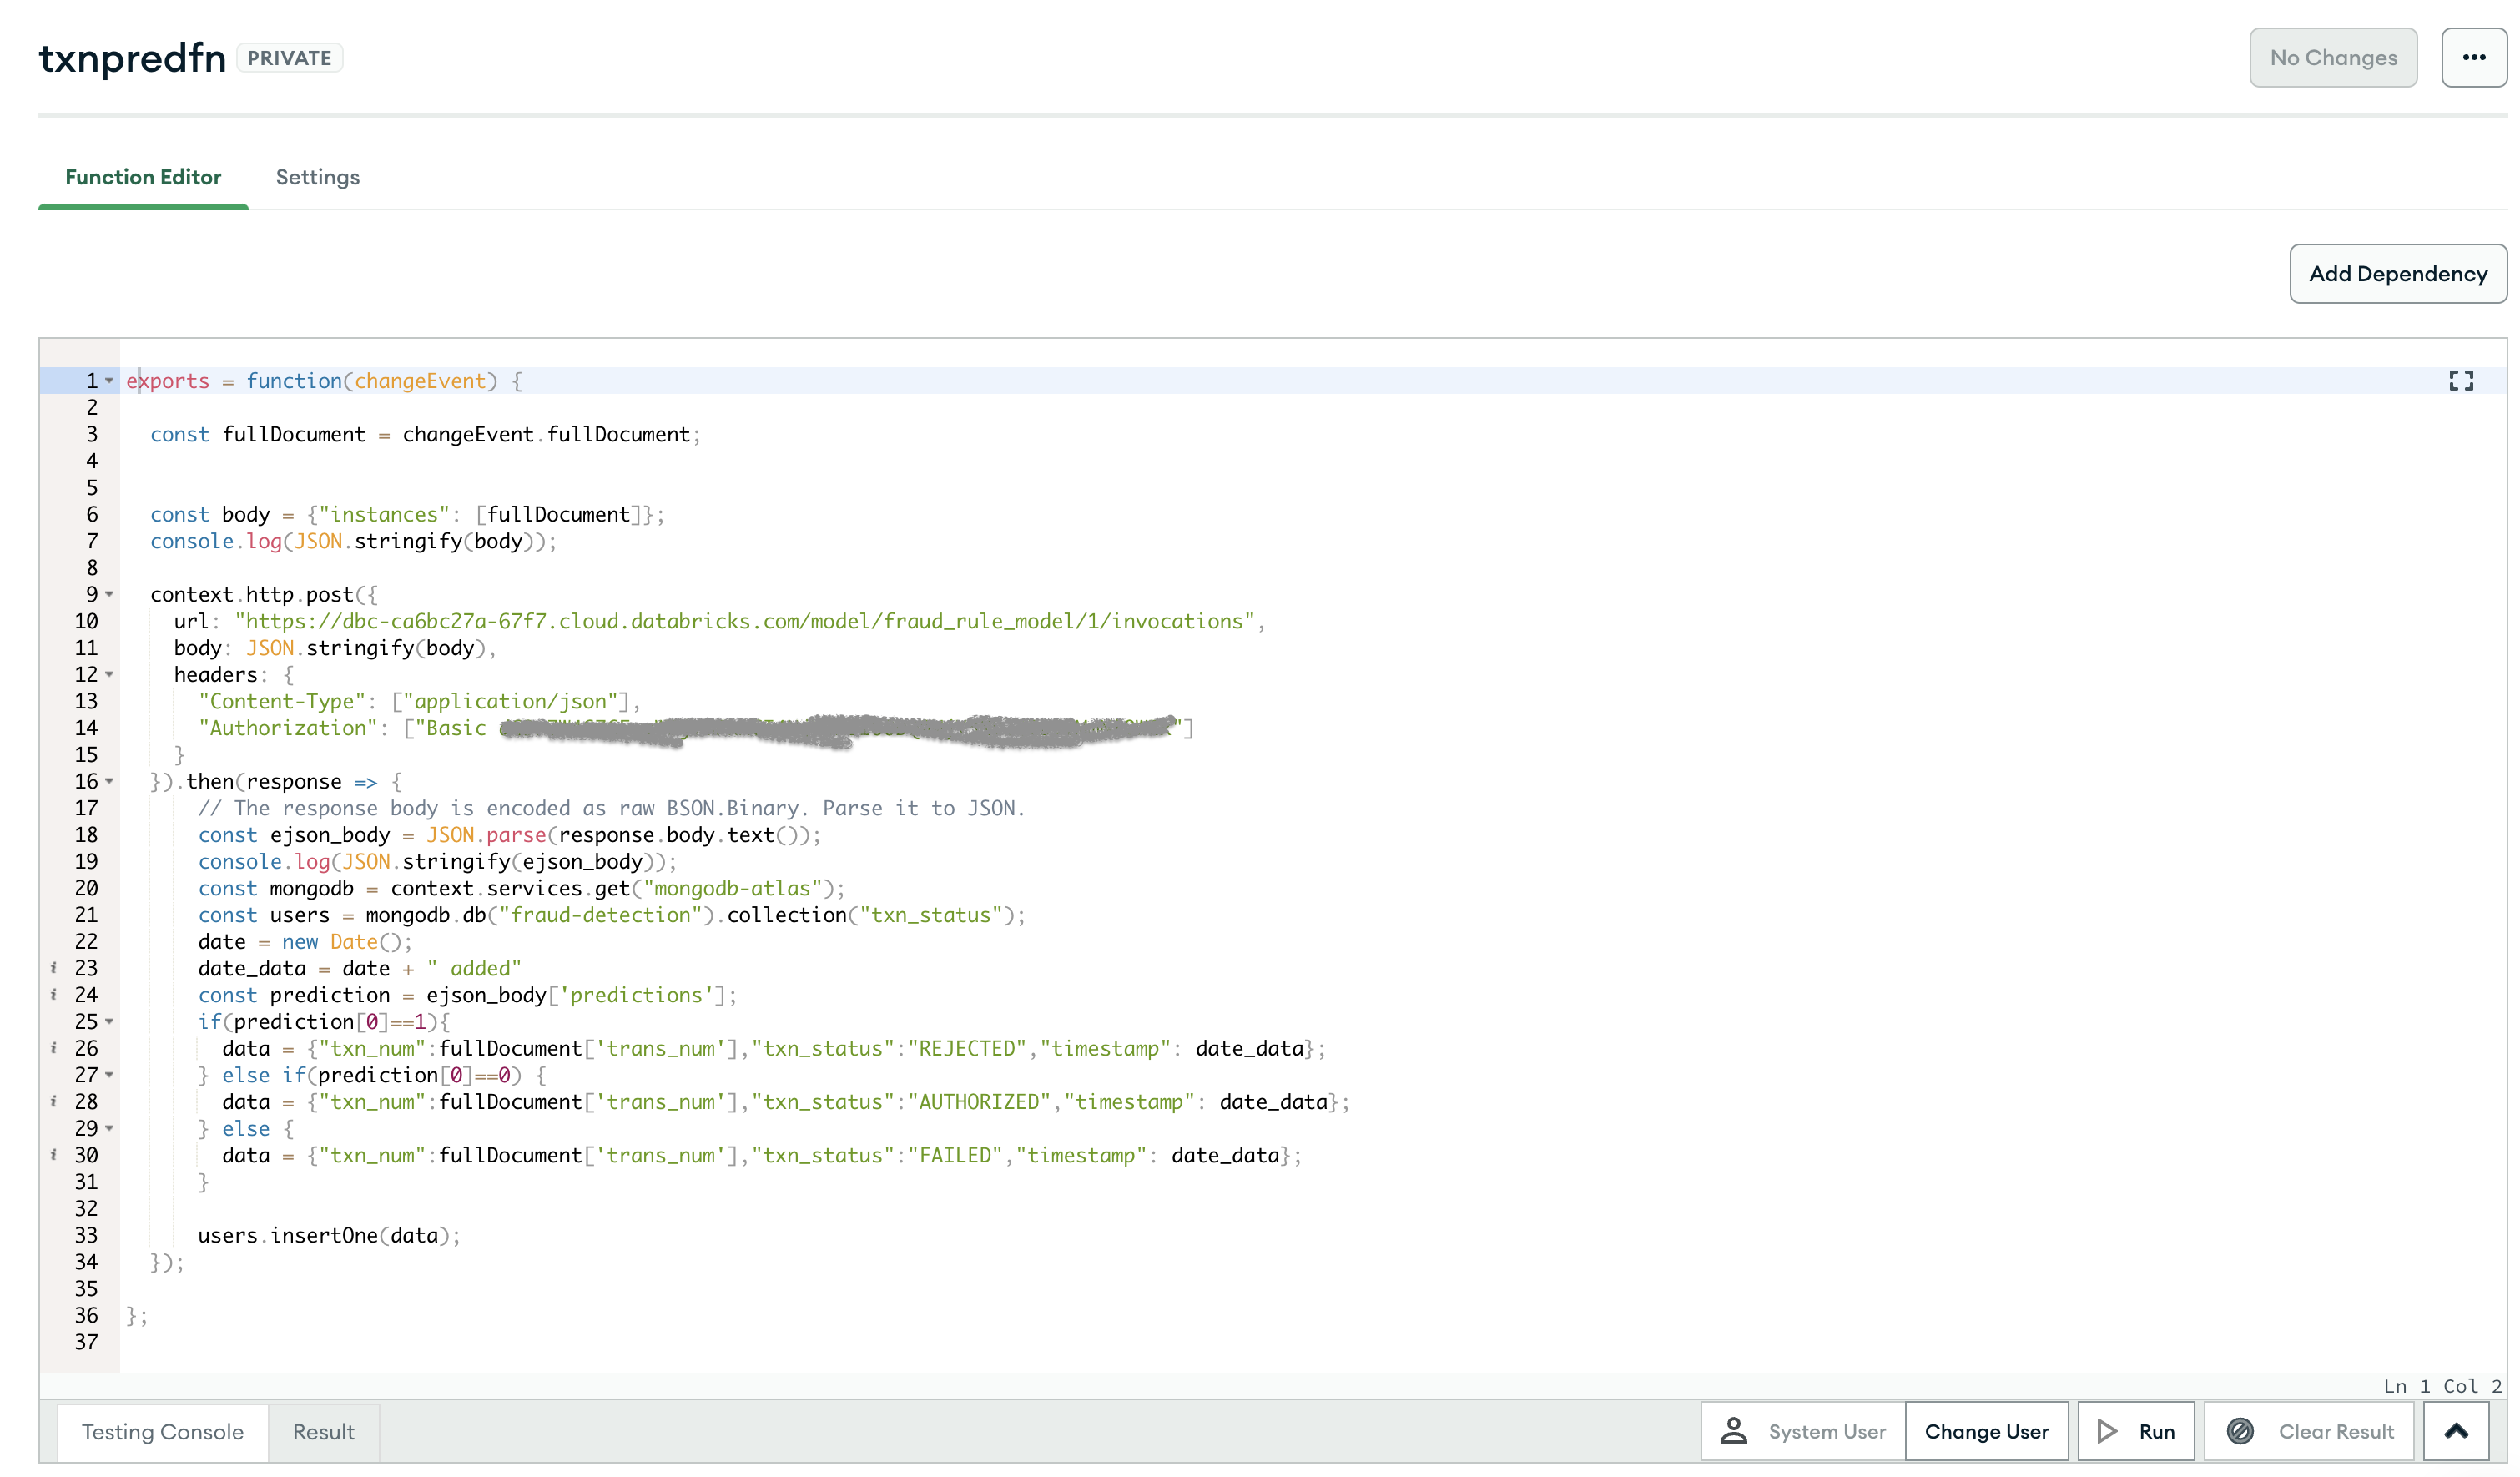 txnpredfn PRIVATE
No Changes
Function Editor Settings
Add Dependency
1 exports = function(changeEvent) {
2
3 const fullDocument = changeEvent.fullDocument;
4
5
6 const body = {"instances": [fullDocument]};
7 console.log(JSON.stringify(body));
8
9 context.http.post({
10 url: "https://dbc-ca6bc27a-67f7.cloud.databricks.com/model/fraud_rule_model/1/invocations",
11 body: JSON.stringify(body),
12 headers: {
13 "Content-Type": ["application/json"],
14 "Authorization": ["Basic "]
15 }
16 }).then(response => {
17 // The response body is encoded as raw BSON.Binary. Parse it to JSON.
18 const ejson_body = JSON.parse(response.body.text());
19 console.log(JSON.stringify(ejson_body));
20 const mongodb = context.services.get("mongodb-atlas");
21 const users = mongodb.db("fraud-detection").collection("txn_status");
22 date = new Date();
23 date_data = date + " added"
24 const prediction = ejson_body['predictions'];
25 if(prediction[0]==1){
26 data = {"txn_num":fullDocument['trans_num'],"txn_status":"REJECTED","timestamp": date_data};
27 } else if(prediction[0]==0) {
28 data = {"txn_num":fullDocument['trans_num'],"txn_status":"AUTHORIZED","timestamp": date_data};
29 } else {
30 data = {"txn_num":fullDocument['trans_num'],"txn_status":"FAILED","timestamp": date_data};
31 }
32
33 users.insertOne(data);
34 });
35
36 };
37
Ln 1 Col 2
Testing Console Result System User Change User Run Clear Result